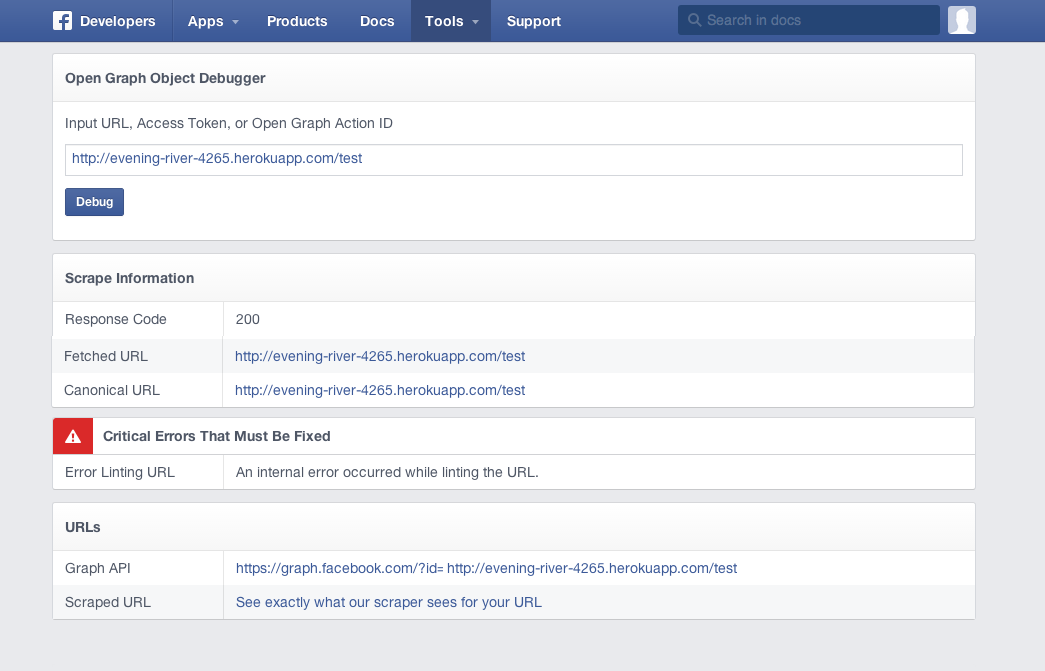 Developers Apps Products Docs Tools Support Search in docs
Open Graph Object Debugger
Input URL, Access Token, or Open Graph Action ID
http://evening-river-4265.herokuapp.com/test
Debug
Scrape Information
Response Code 200
Fetched URL http://evening-river-4265.herokuapp.com/test
Canonical URL http://evening-river-4265.herokuapp.com/test
Critical Errors That Must Be Fixed
Error Linting URL An internal error occurred while linting the URL.
URLs
Graph API https://graph.facebook.com/?id= http://evening-river-4265.herokuapp.com/test
Scraped URL See exactly what our scraper sees for your URL